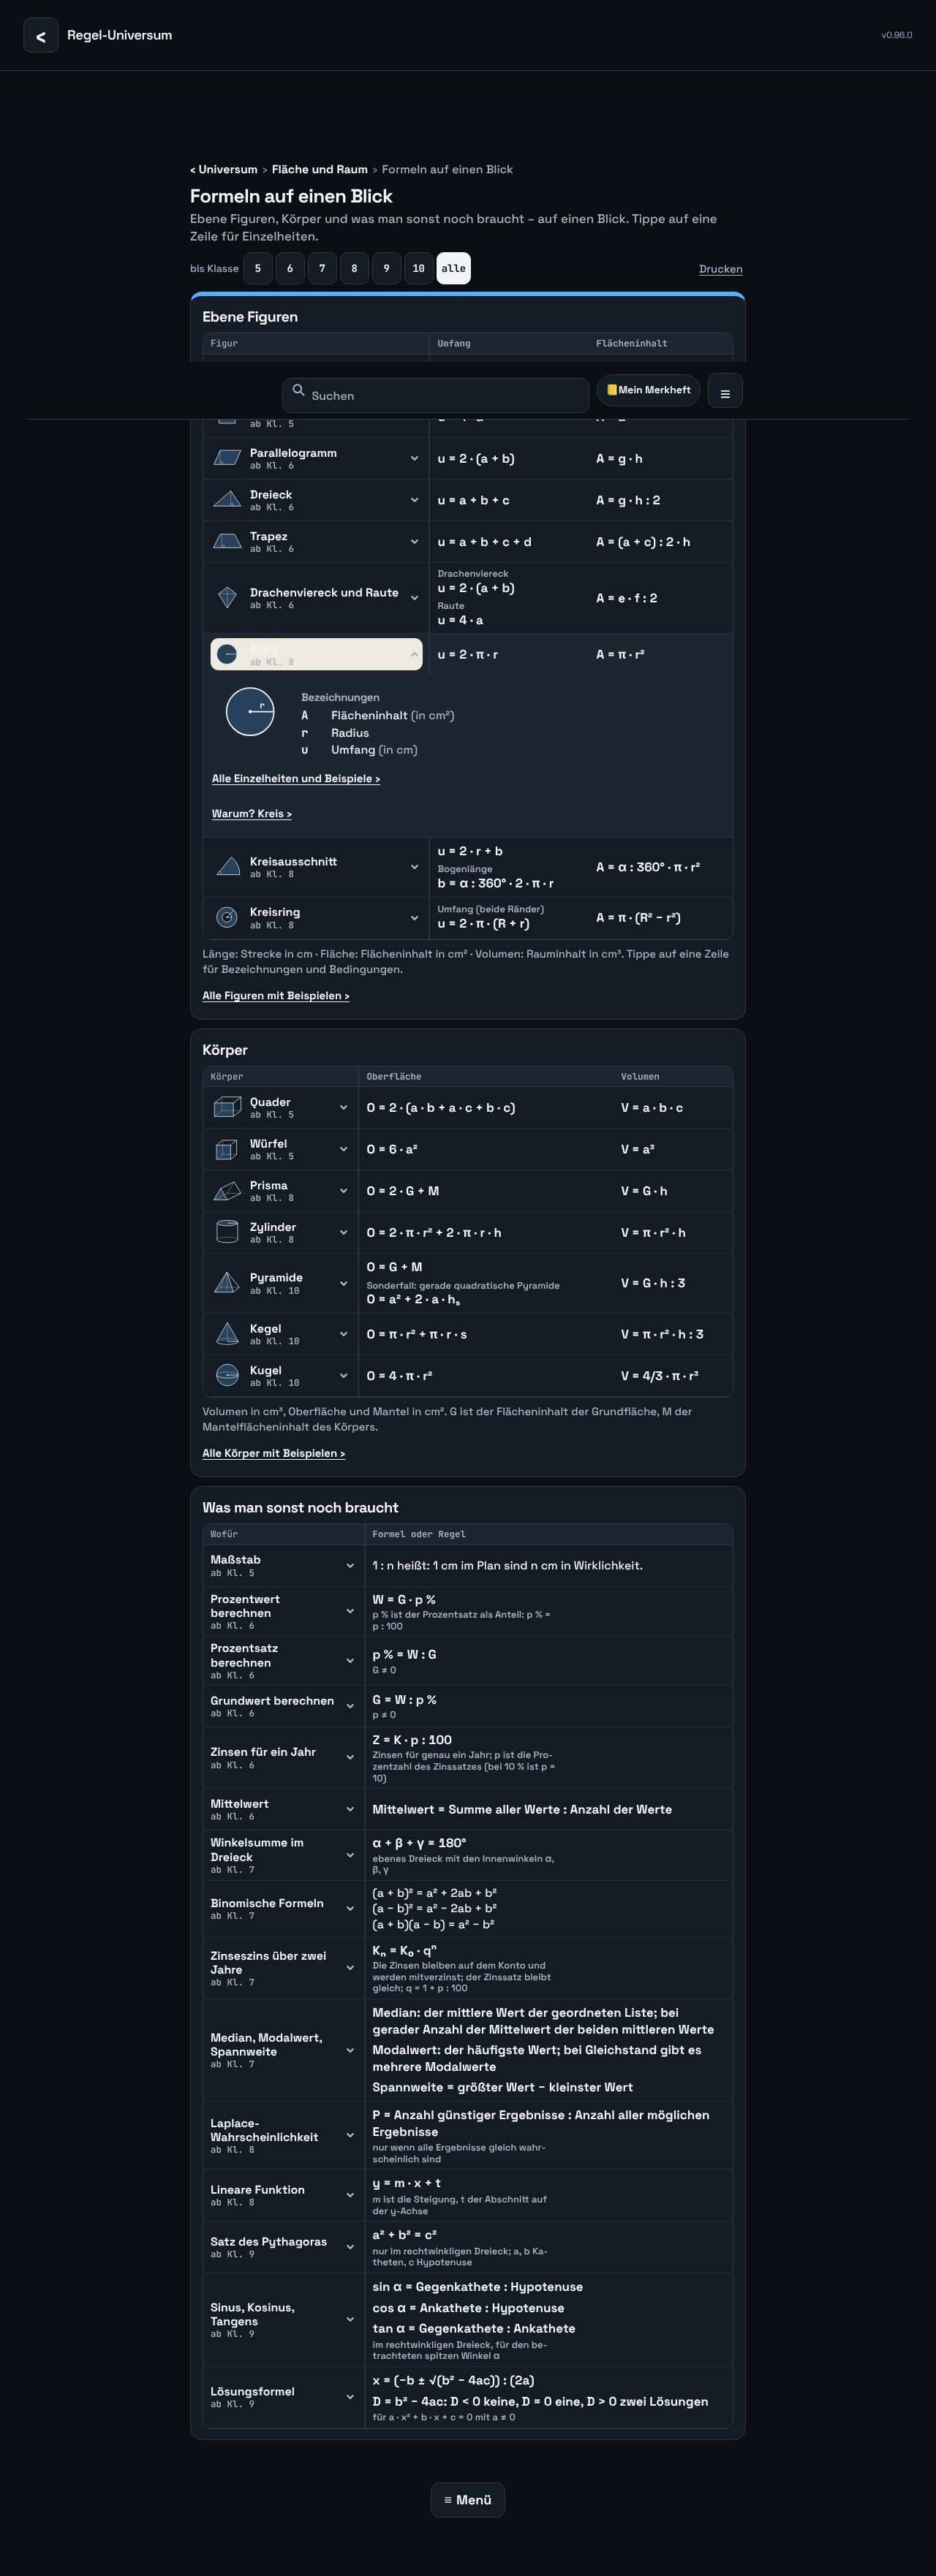 < Regel-Universum
v0.96.0
< Universum > Fläche und Raum > Formeln auf einen Blick
Formeln auf einen Blick
Ebene Figuren, Körper und was man sonst noch braucht – auf einen Blick. Tippe auf eine
Zeile für Einzelheiten.
bis Klasse 5 6 7 8 9 10 alle Drucken
Ebene Figuren
Figur Umfang Flächeninhalt
Suchen 📒Mein Merkheft ≡
ab Kl. 5
Parallelogramm
ab Kl. 6
u = 2 · (a + b) A = g · h
Dreieck
ab Kl. 6
u = a + b + c A = g · h : 2
Trapez
ab Kl. 6
u = a + b + c + d A = (a + c) : 2 · h
Drachenviereck und Raute
ab Kl. 6
Drachenviereck
u = 2 · (a + b)
Raute
u = 4 · a
A = e · f : 2
Kreis
ab Kl. 8
u = 2 · π · r A = π · r²
r
Bezeichnungen
A Flächeninhalt (in cm²)
r Radius
u Umfang (in cm)
Alle Einzelheiten und Beispiele >
Warum? Kreis >
Kreisausschnitt
ab Kl. 8
u = 2 · r + b
Bogenlänge
b = α : 360° · 2 · π · r
A = α : 360° · π · r²
Kreisring
ab Kl. 8
Umfang (beide Ränder)
u = 2 · π · (R + r)
A = π · (R² − r²)
Länge: Strecke in cm · Fläche: Flächeninhalt in cm² · Volumen: Rauminhalt in cm³. Tippe auf eine Zeile
für Bezeichnungen und Bedingungen.
Alle Figuren mit Beispielen >
Körper
Körper Oberfläche Volumen
Quader
ab Kl. 5
O = 2 · (a · b + a · c + b · c) V = a · b · c
Würfel
ab Kl. 5
O = 6 · a² V = a³
Prisma
ab Kl. 8
O = 2 · G + M V = G · h
Zylinder
ab Kl. 8
O = 2 · π · r² + 2 · π · r · h V = π · r² · h
Pyramide
ab Kl. 10
O = G + M
Sonderfall: gerade quadratische Pyramide
O = a² + 2 · a · hₛ
V = G · h : 3
Kegel
ab Kl. 10
O = π · r² + π · r · s V = π · r² · h : 3
Kugel
ab Kl. 10
O = 4 · π · r² V = 4/3 · π · r³
Volumen in cm³, Oberfläche und Mantel in cm². G ist der Flächeninhalt der Grundfläche, M der
Mantelflächeninhalt des Körpers.
Alle Körper mit Beispielen >
Was man sonst noch braucht
Wofür Formel oder Regel
Maßstab
ab Kl. 5
1 : n heißt: 1 cm im Plan sind n cm in Wirklichkeit.
Prozentwert
berechnen
ab Kl. 6
W = G · p %
p % ist der Prozentsatz als Anteil: p % =
p : 100
Prozentsatz
berechnen
ab Kl. 6
p % = W : G
G ≠ 0
Grundwert berechnen
ab Kl. 6
G = W : p %
p ≠ 0
Zinsen für ein Jahr
ab Kl. 6
Z = K · p : 100
Zinsen für genau ein Jahr; p ist die Pro-
zentzahl des Zinssatzes (bei 10 % ist p =
10)
Mittelwert
ab Kl. 6
Mittelwert = Summe aller Werte : Anzahl der Werte
Winkelsumme im
Dreieck
ab Kl. 7
α + β + γ = 180°
ebenes Dreieck mit den Innenwinkeln α,
β, γ
Binomische Formeln
ab Kl. 7
(a + b)² = a² + 2ab + b²
(a − b)² = a² − 2ab + b²
(a + b)(a − b) = a² − b²
Zinseszins über zwei
Jahre
ab Kl. 7
Kₙ = K₀ · qⁿ
Die Zinsen bleiben auf dem Konto und
werden mitverzinst; der Zinssatz bleibt
gleich; q = 1 + p : 100
Median, Modalwert,
Spannweite
ab Kl. 7
Median: der mittlere Wert der geordneten Liste; bei
gerader Anzahl der Mittelwert der beiden mittleren Werte
Modalwert: der häufigste Wert; bei Gleichstand gibt es
mehrere Modalwerte
Spannweite = größter Wert − kleinster Wert
Laplace-
Wahrscheinlichkeit
ab Kl. 8
P = Anzahl günstiger Ergebnisse : Anzahl aller möglichen
Ergebnisse
nur wenn alle Ergebnisse gleich wahr-
scheinlich sind
Lineare Funktion
ab Kl. 8
y = m · x + t
m ist die Steigung, t der Abschnitt auf
der y-Achse
Satz des Pythagoras
ab Kl. 9
a² + b² = c²
nur im rechtwinkligen Dreieck; a, b Ka-
theten, c Hypotenuse
Sinus, Kosinus,
Tangens
ab Kl. 9
sin α = Gegenkathete : Hypotenuse
cos α = Ankathete : Hypotenuse
tan α = Gegenkathete : Ankathete
im rechtwinkligen Dreieck, für den be-
trachteten spitzen Winkel α
Lösungsformel
ab Kl. 9
x = (−b ± √(b² − 4ac)) : (2a)
D = b² − 4ac: D < 0 keine, D = 0 eine, D > 0 zwei Lösungen
für a · x² + b · x + c = 0 mit a ≠ 0
≡ Menü